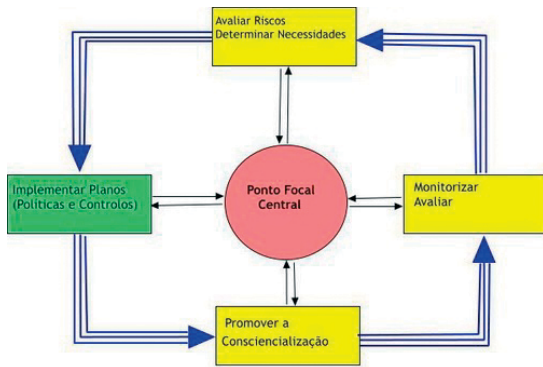 Avaliar Riscos
Determinar Necessidades
Implementar Planos
(Políticas e Controlos)
Ponto Focal
Central
Monitorizar
Avaliar
Promover a
Consciencialização